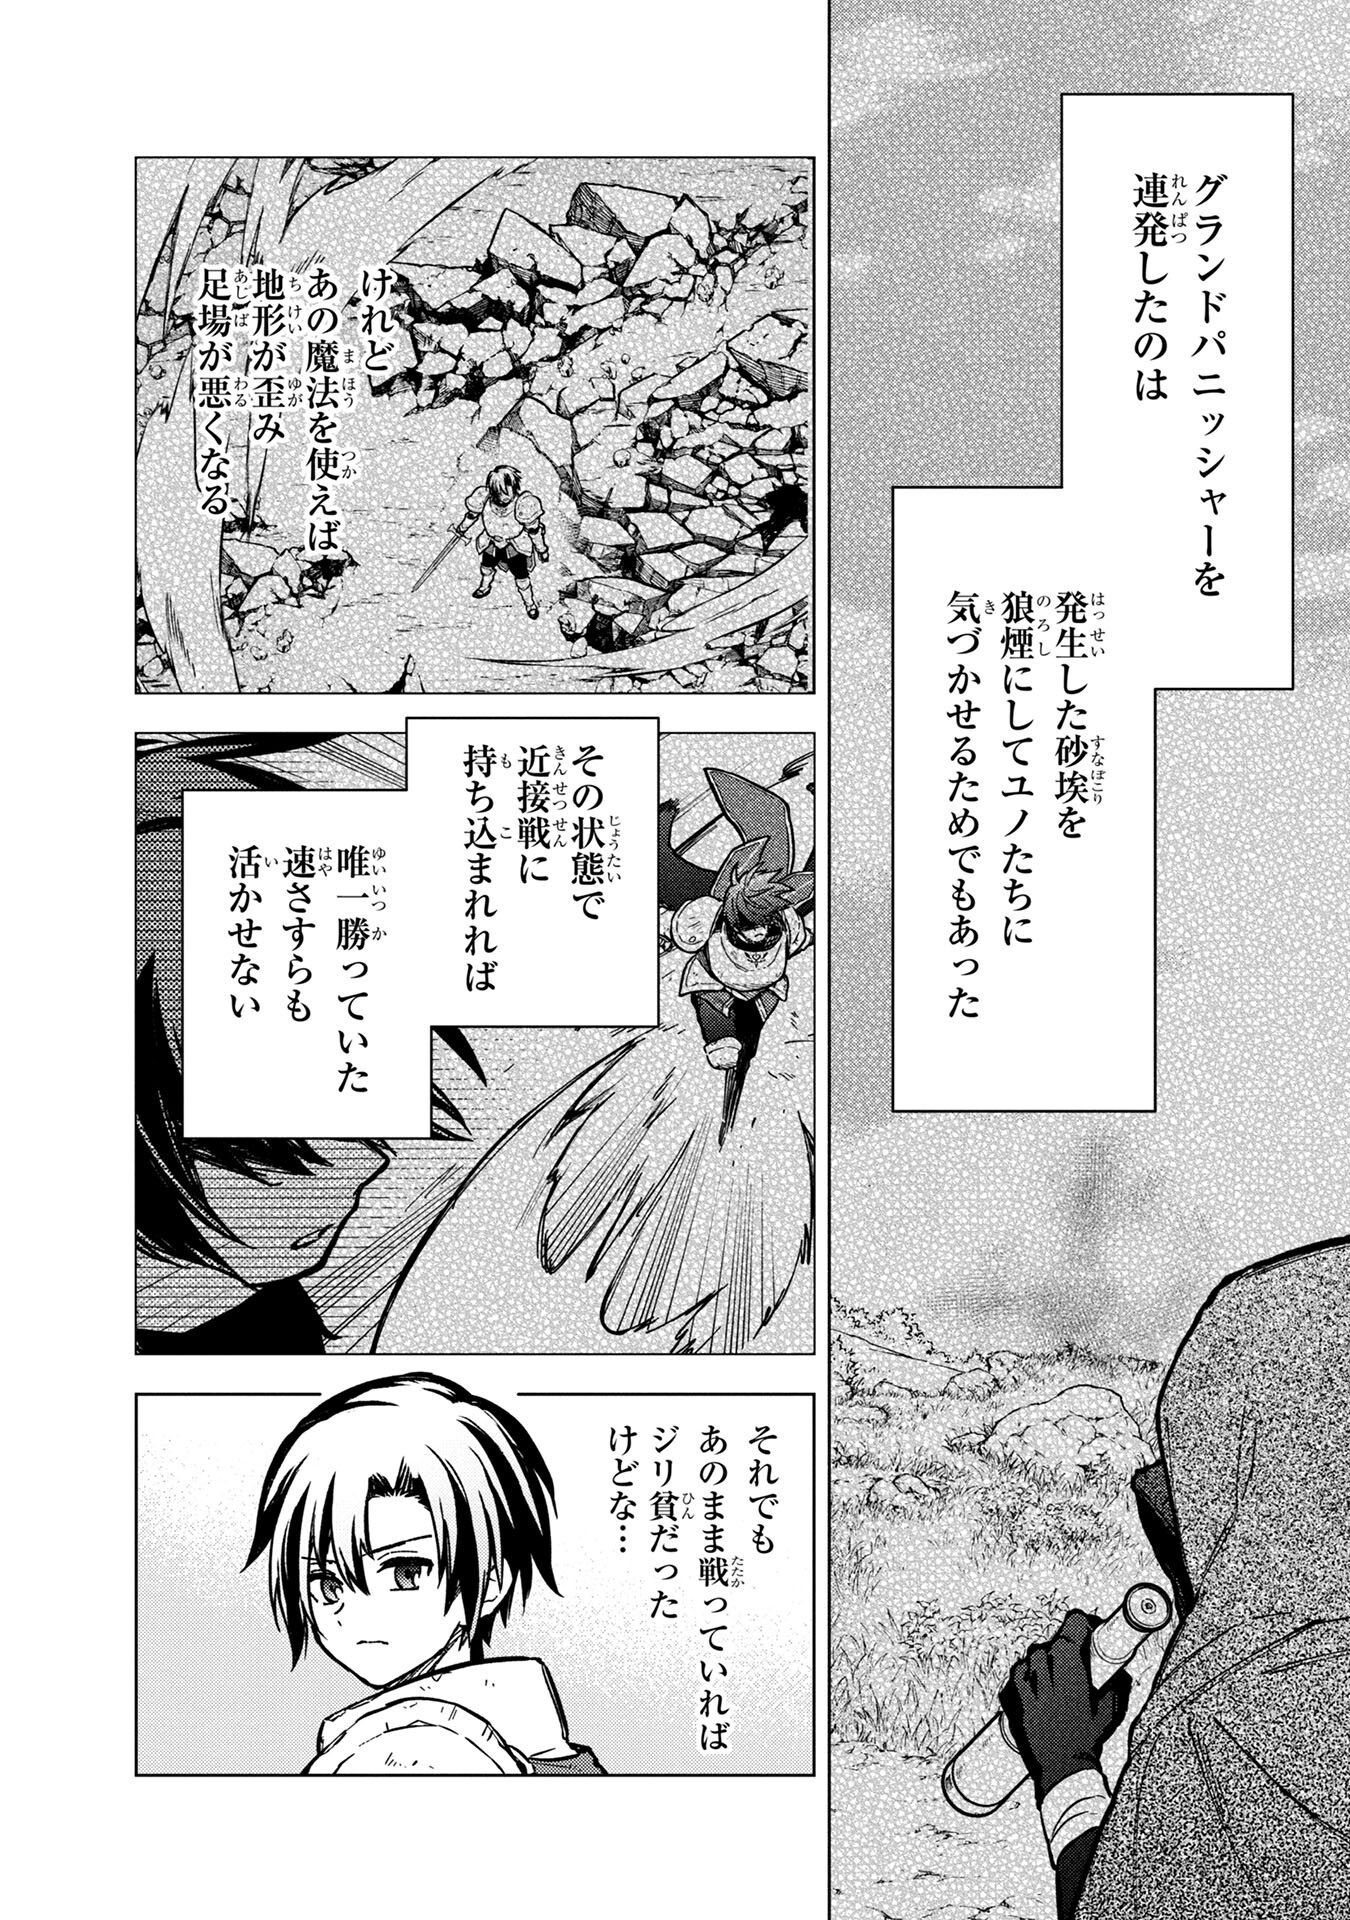 グランドパニッシャーを
連発したのは
発生した砂埃を
狼煙にしてユノたちに
気づかせるためでもあった
けれど
あの魔法を使えば
地形が歪み
足場が悪くなる
その状態で
近接戦に
持ち込まれれば
唯一勝っていた
速さすらも
活かせない
それでも
あのまま戦っていれば
ジリ貧だった
けどな…